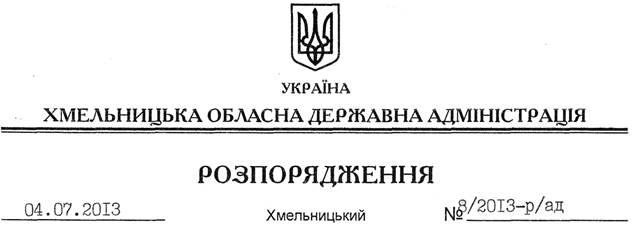 УКРАЇНА
ХМЕЛЬНИЦЬКА ОБЛАСНА ДЕРЖАВНА АДМІНІСТРАЦІЯ
РОЗПОРЯДЖЕННЯ
04.07.2013 Хмельницький №8/2013-р/ад